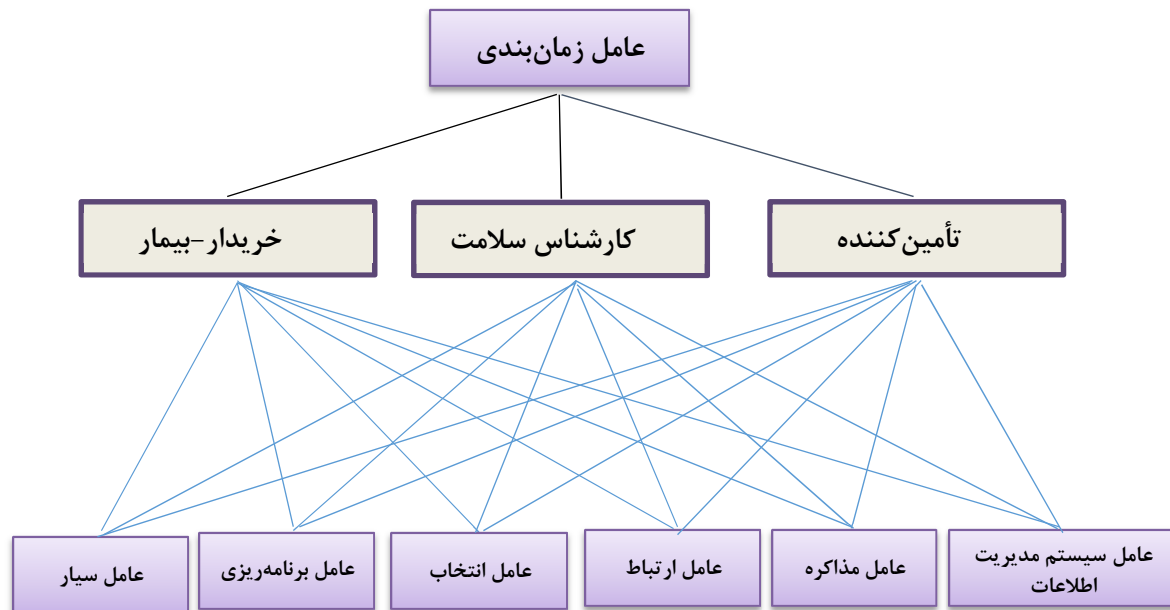 عامل زمان‌بندی
تأمین‌کننده
کارشناس سلامت
خریدار-بیمار
عامل سیستم مدیریت
اطلاعات
عامل مذاکره
عامل ارتباط
عامل انتخاب
عامل برنامه‌ریزی
عامل سیار